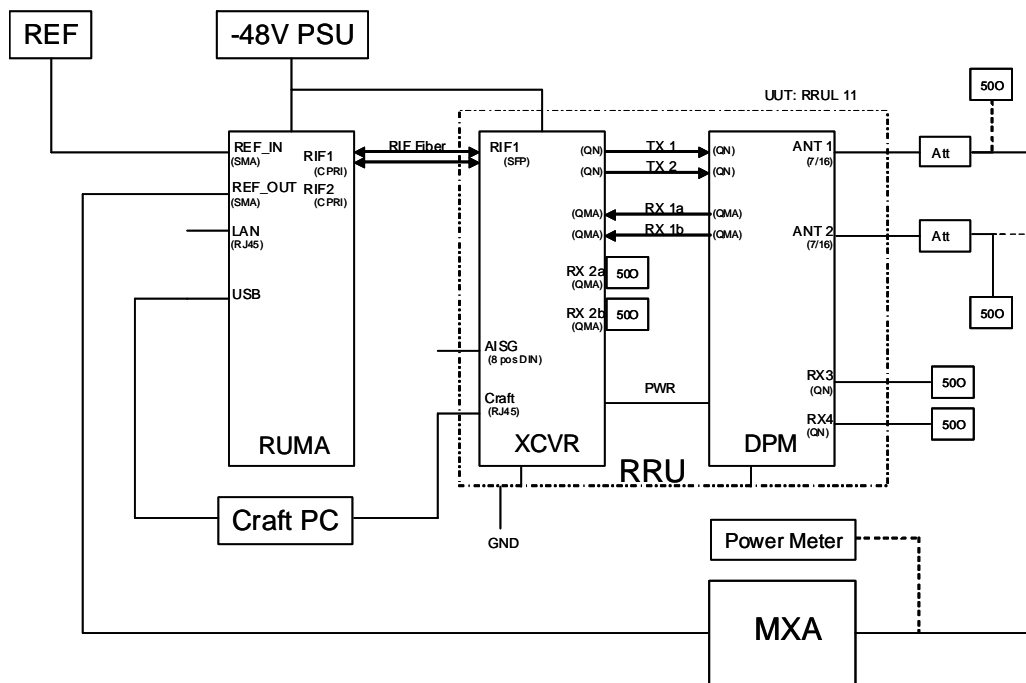 REF
-48V PSU
50O
UUT: RRUL 11
REF_IN
(SMA)
RIF1
(CPRI)
RIF Fiber
RIF1
(SFP)
(QN)
TX 1
(QN)
ANT 1
(7/16)
Att
(QN)
TX 2
(QN)
REF_OUT
(SMA)
RIF2
(CPRI)
(QMA)
RX 1a
(QMA)
LAN
(RJ45)
(QMA)
RX 1b
(QMA)
ANT 2
(7/16)
Att
RX 2a
(QMA)
50O
USB
RX 2b
(QMA)
50O
50O
AISG
(8 pos DIN)
RX3
(QN)
50O
PWR
Craft
(RJ45)
RX4
(QN)
50O
RUMA
XCVR
DPM
RRU
Craft PC
GND
Power Meter
MXA